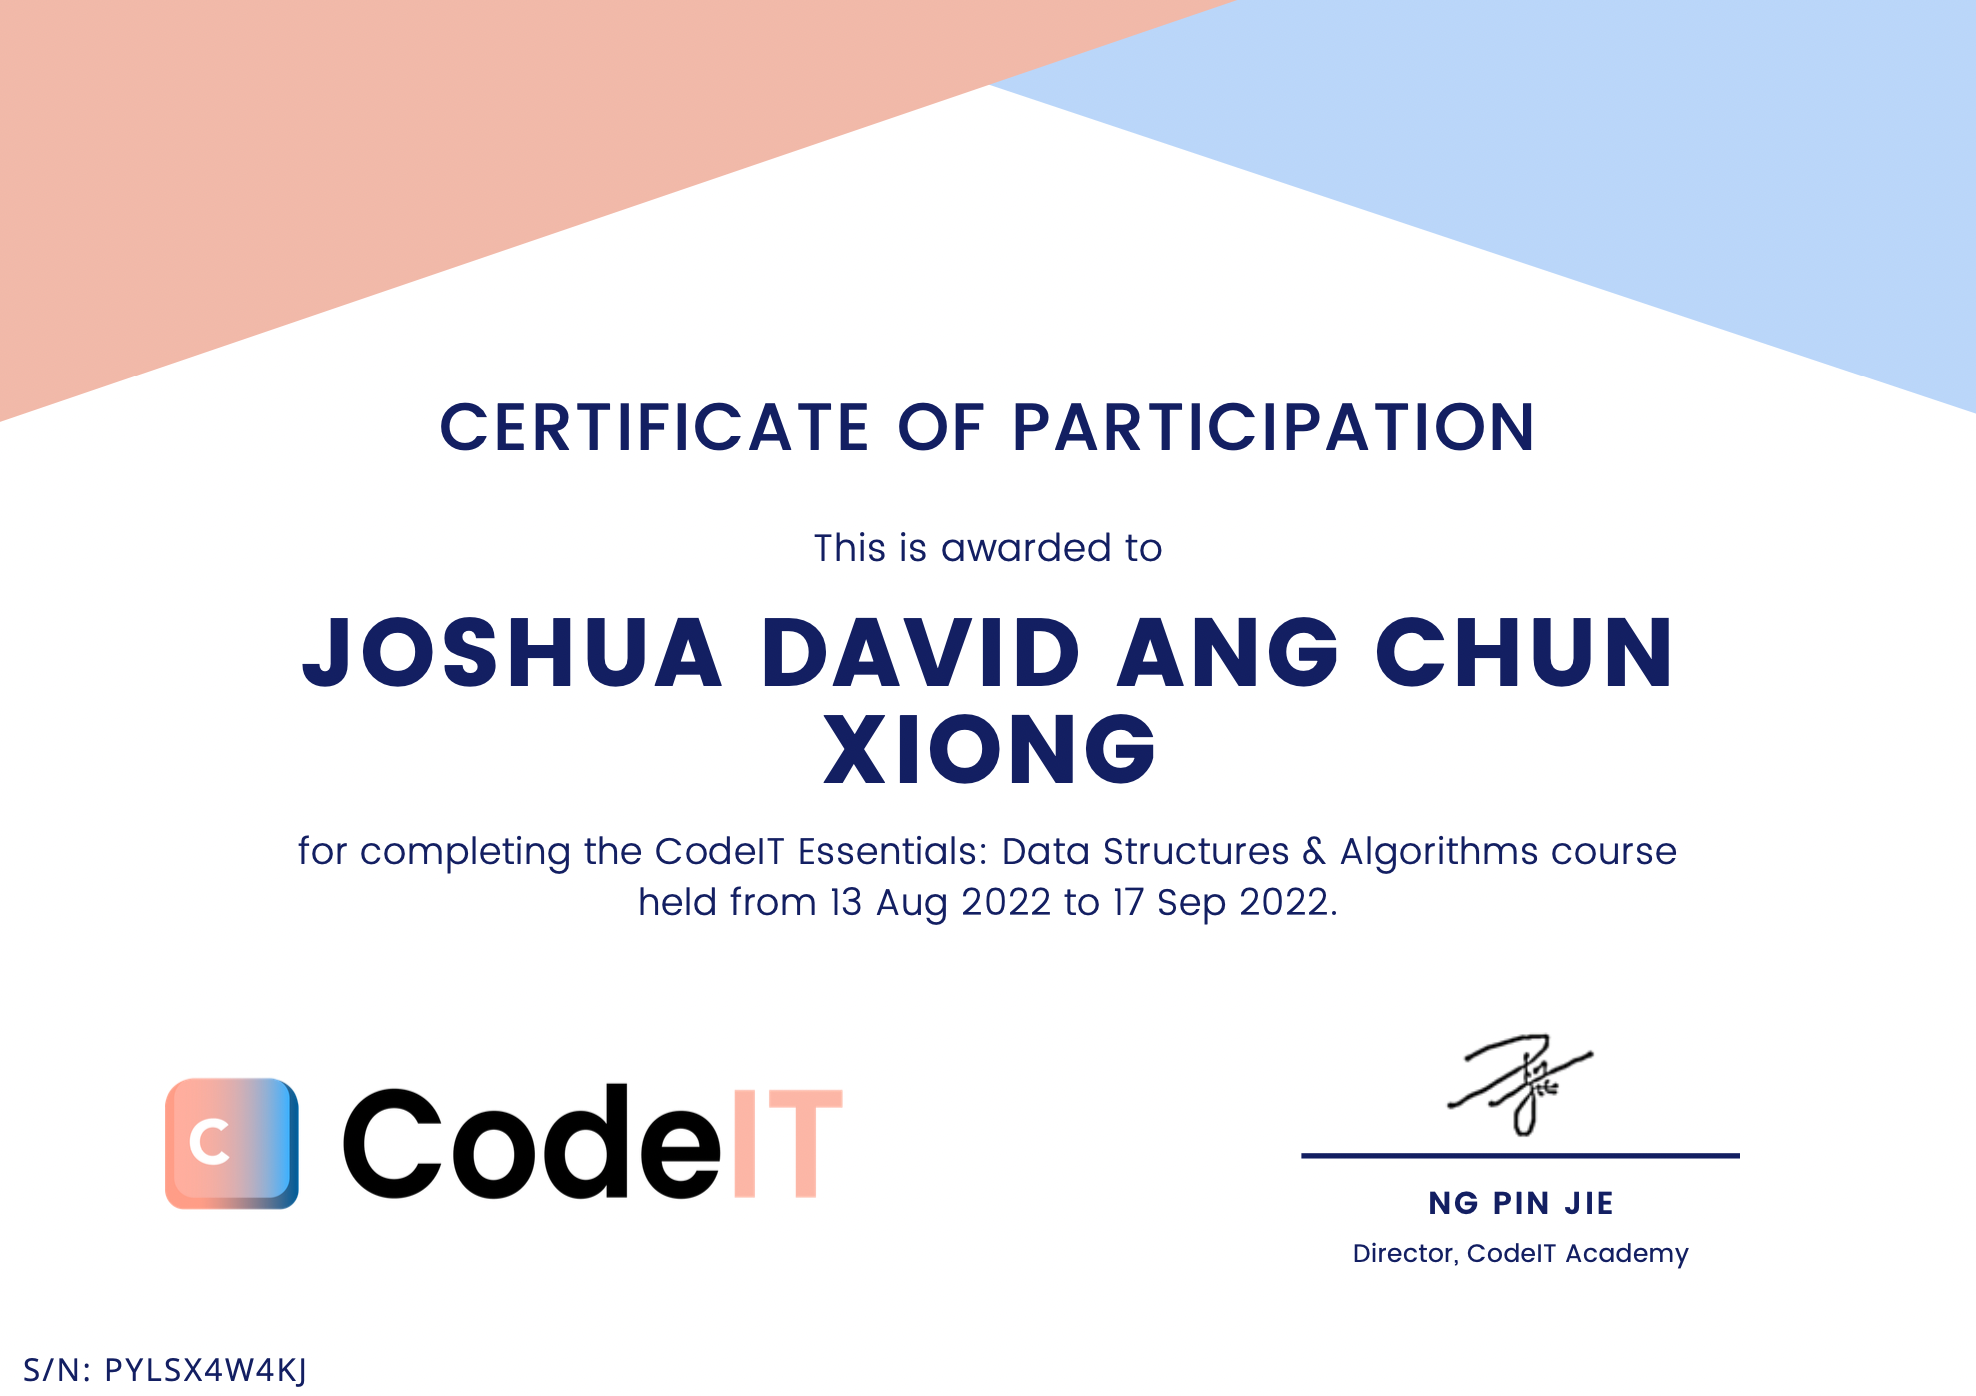 CERTIFICATE OF PARTICIPATION
This is awarded to
JOSHUA DAVID ANG CHUN
XIONG
for completing the CodeIT Essentials: Data Structures & Algorithms course
held from 13 Aug 2022 to 17 Sep 2022.
C CodeIT
NG PIN JIE
Director, CodeIT Academy
S/N: PYLSX4W4KJ